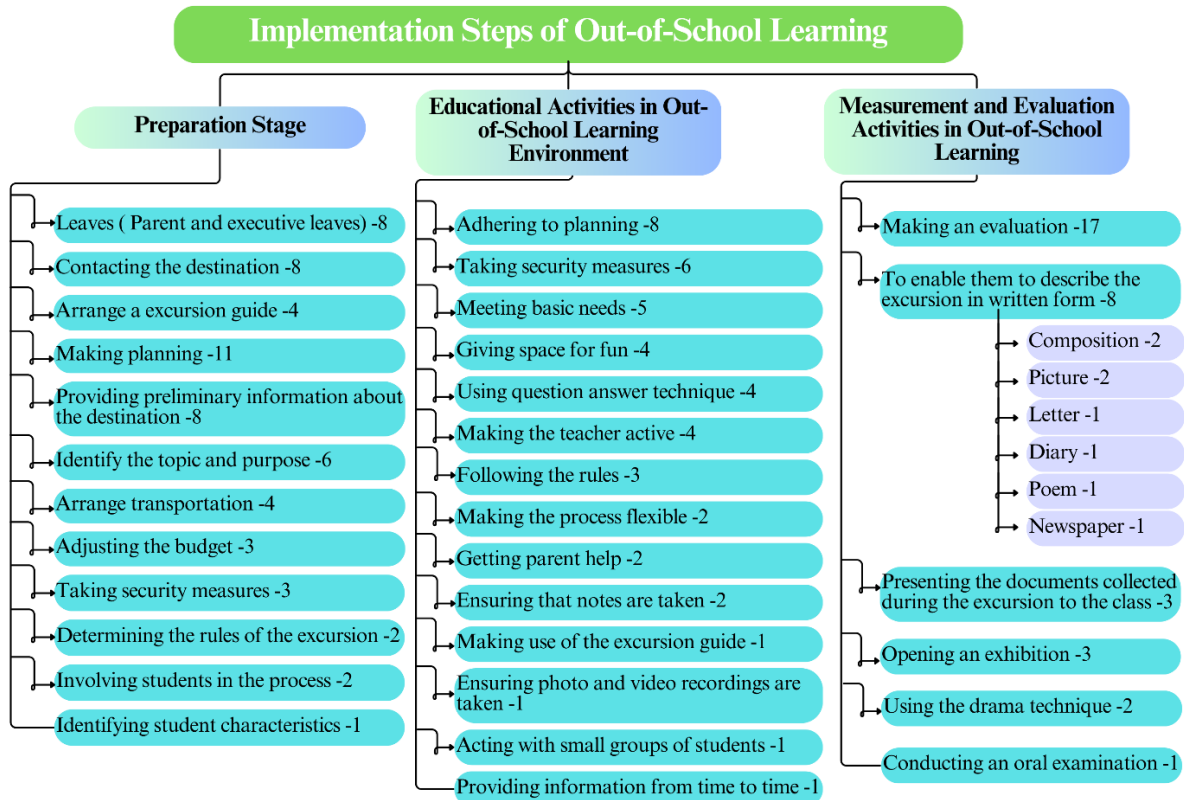 Implementation Steps of Out-of-School Learning
Preparation Stage
Leaves ( Parent and executive leaves) -8
Contacting the destination -8
Arrange a excursion guide -4
Making planning -11
Providing preliminary information about
the destination -8
Identify the topic and purpose -6
Arrange transportation -4
Adjusting the budget -3
Taking security measures -3
Determining the rules of the excursion -2
Involving students in the process -2
Identifying student characteristics -1
Educational Activities in Out-
of-School Learning
Environment
Adhering to planning -8
Taking security measures -6
Meeting basic needs -5
Giving space for fun -4
Using question answer technique -4
Making the teacher active -4
Following the rules -3
Making the process flexible -2
Getting parent help -2
Ensuring that notes are taken -2
Making use of the excursion guide -1
Ensuring photo and video recordings are
taken -1
Acting with small groups of students -1
Providing information from time to time -1
Measurement and Evaluation
Activities in Out-of-School
Learning
Making an evaluation -17
To enable them to describe the
excursion in written form -8
Composition -2
Picture -2
Letter -1
Diary -1
Poem -1
Newspaper -1
Presenting the documents collected
during the excursion to the class -3
Opening an exhibition -3
Using the drama technique -2
Conducting an oral examination -1